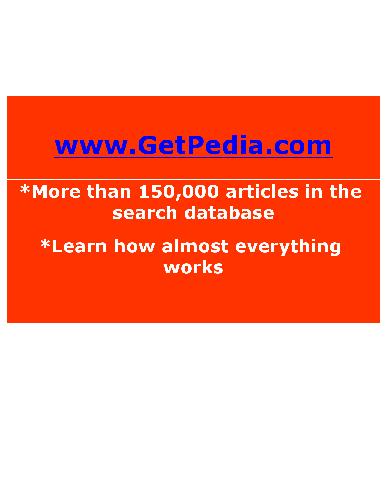 www.GetPedia.com
*More than 150,000 articles in the
search database
*Learn how almost everything
works